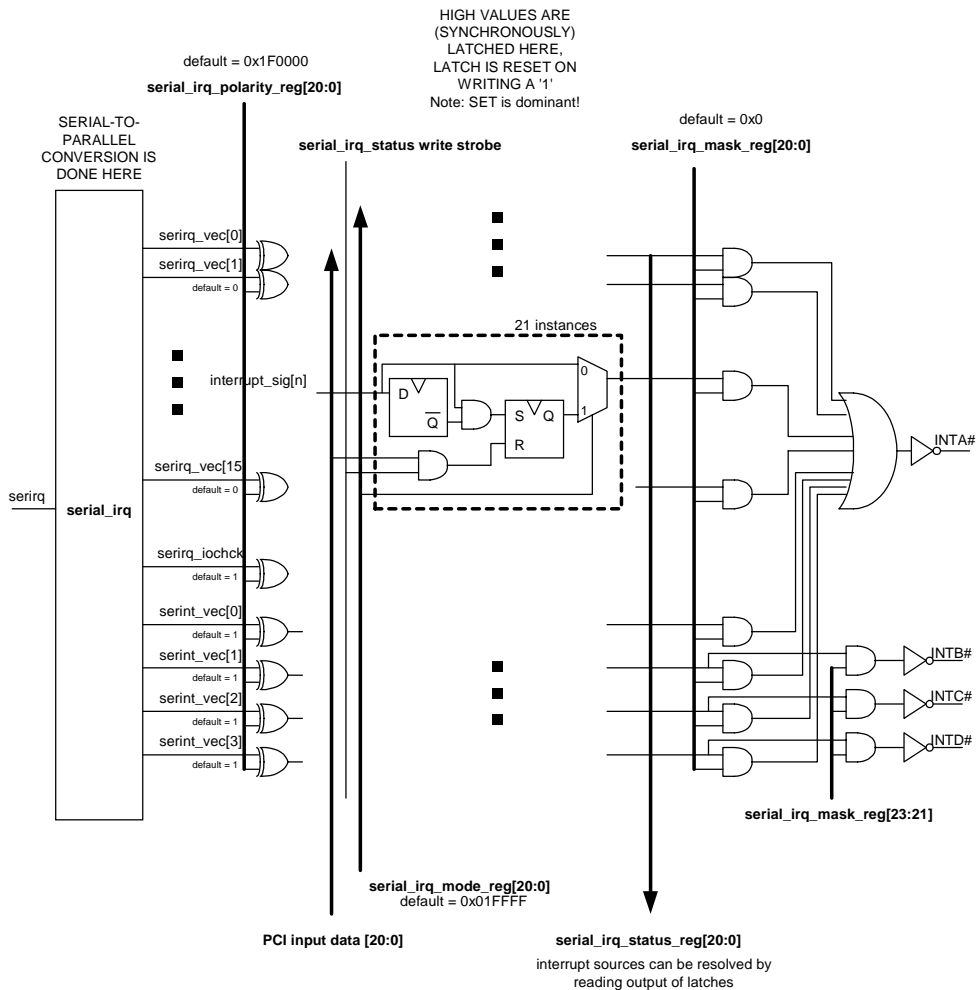 HIGH VALUES ARE
(SYNCHRONOUSLY)
LATCHED HERE,
LATCH IS RESET ON
WRITING A '1'
Note: SET is dominant!
default = 0x1F0000
serial_irq_polarity_reg[20:0]
SERIAL-TO-
PARALLEL
CONVERSION IS
DONE HERE
serial_irq_status write strobe
default = 0x0
serial_irq_mask_reg[20:0]
serirq_vec[0]
serirq_vec[1]
default = 0
21 instances
interrupt_sig[n]
D
Q
S
Q
R
0
1
INTA#
serirq_vec[15
default = 0
serirq
serial_irq
serirq_iochck
default = 1
serint_vec[0]
default = 1
serint_vec[1]
default = 1
serint_vec[2]
default = 1
serint_vec[3]
default = 1
INTB#
INTC#
INTD#
serial_irq_mask_reg[23:21]
serial_irq_mode_reg[20:0]
default = 0x01FFFF
PCI input data [20:0]
serial_irq_status_reg[20:0]
interrupt sources can be resolved by
reading output of latches